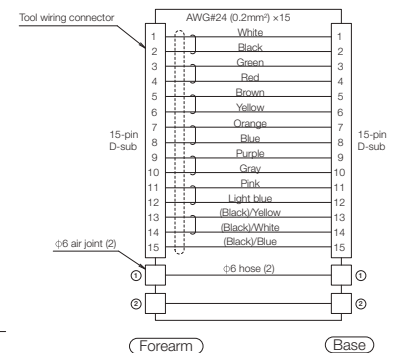 Tool wiring connector
AWG#24 (0.2mm²) ×15
1 White 1
2 Black 2
3 Green 3
4 Red 4
5 Brown 5
6 Yellow 6
7 Orange 7
8 Blue 8
9 Purple 9
10 Gray 10
11 Pink 11
12 Light blue 12
13 (Black)/Yellow 13
14 (Black)/White 14
15 (Black)/Blue 15
15-pin
D-sub
15-pin
D-sub
φ6 air joint (2)
① φ6 hose (2) ①
② ②
Forearm Base